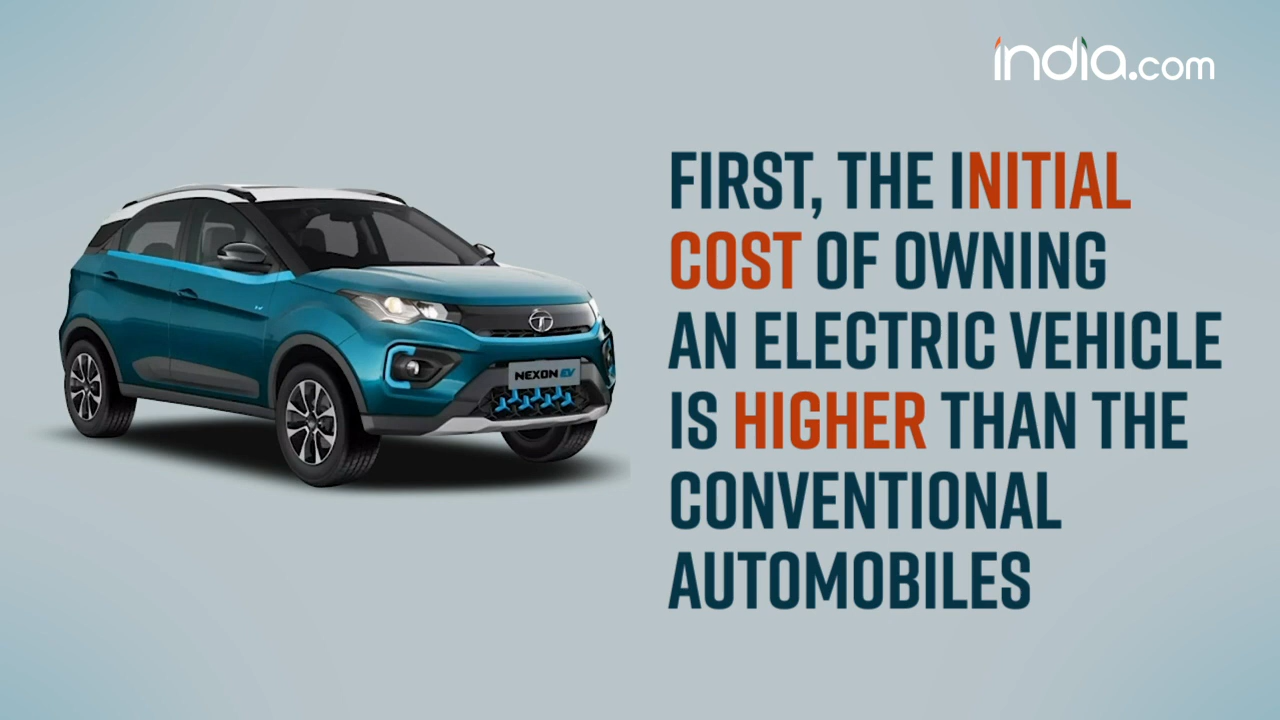 india.com
FIRST, THE INITIAL
COST OF OWNING
AN ELECTRIC VEHICLE
IS HIGHER THAN THE
CONVENTIONAL
AUTOMOBILES
NEXON EV